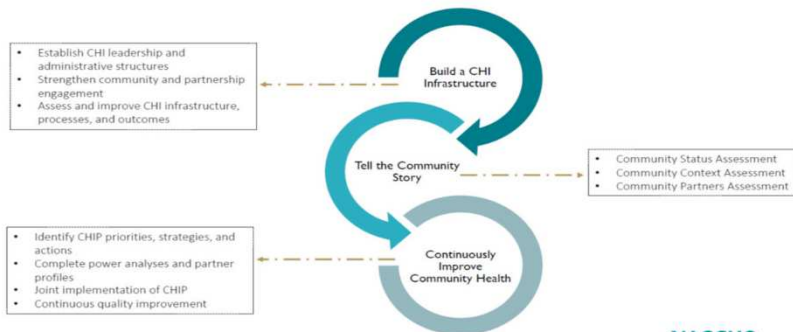 • Establish CHI leadership and
administrative structures
• Strengthen community and partnership
engagement
• Assess and improve CHI infrastructure,
processes, and outcomes
Build a CHI
Infrastructure
Tell the Community
Story
• Community Status Assessment
• Community Context Assessment
• Community Partners Assessment
• Identify CHIP priorities, strategies, and
actions
• Complete power analyses and partner
profiles
• Joint implementation of CHIP
• Continuous quality improvement
Continuously
Improve
Community Health